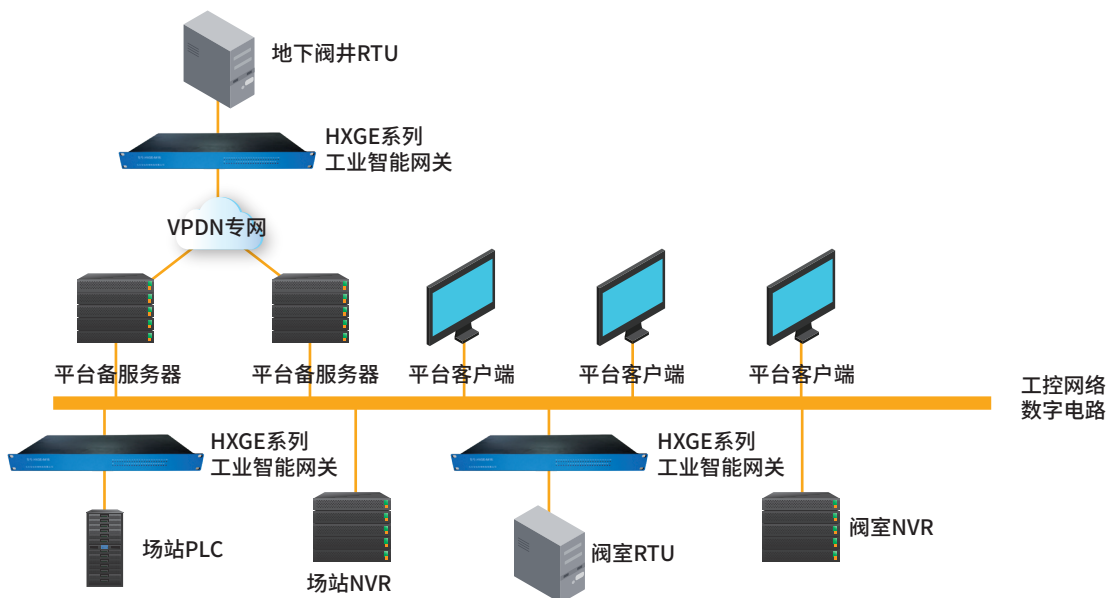 地下阀井RTU
HXGE系列
工业智能网关
VPDN专网
平台备服务器
平台备服务器
平台客户端
平台客户端
平台客户端
工控网络
数字电路
HXGE系列
工业智能网关
HXGE系列
工业智能网关
场站PLC
场站NVR
阀室RTU
阀室NVR